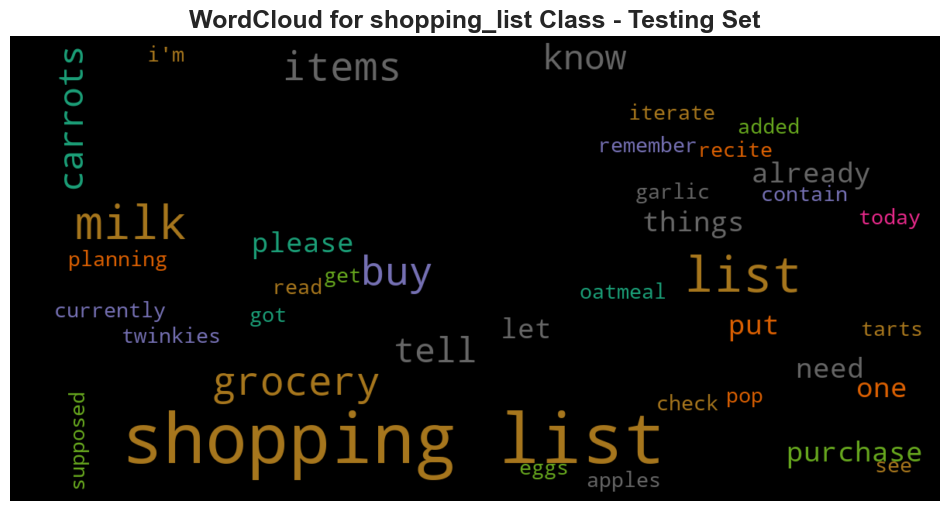 WordCloud for shopping_list Class - Testing Set
carrots
i'm
items
know
iterate
added
remember
recite
already
garlic
contain
things
today
milk
please
planning
buy
get
read
list
oatmeal
currently
got
twinkies
let
put
tarts
tell
need
grocery
one
check
pop
supposed
shopping list
purchase
eggs
see
apples